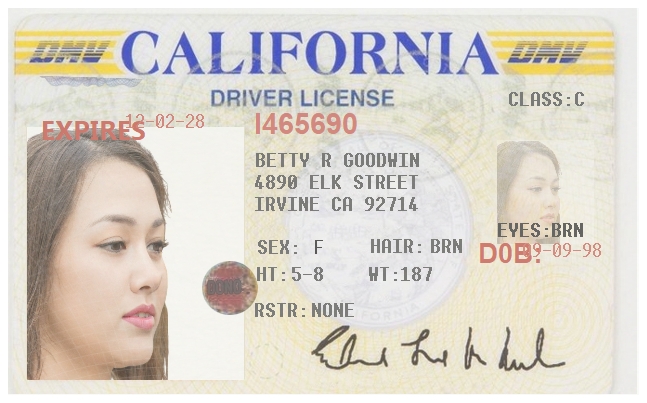 DMV CALIFORNIA DMV
DRIVER LICENSE
CLASS:C
EXPIRES 12-02-28
I465690
BETTY R GOODWIN
4890 ELK STREET
IRVINE CA 92714
EYES:BRN
SEX: F HAIR: BRN
D0B: 09-09-98
HT:5-8 WT:187
RSTR:NONE